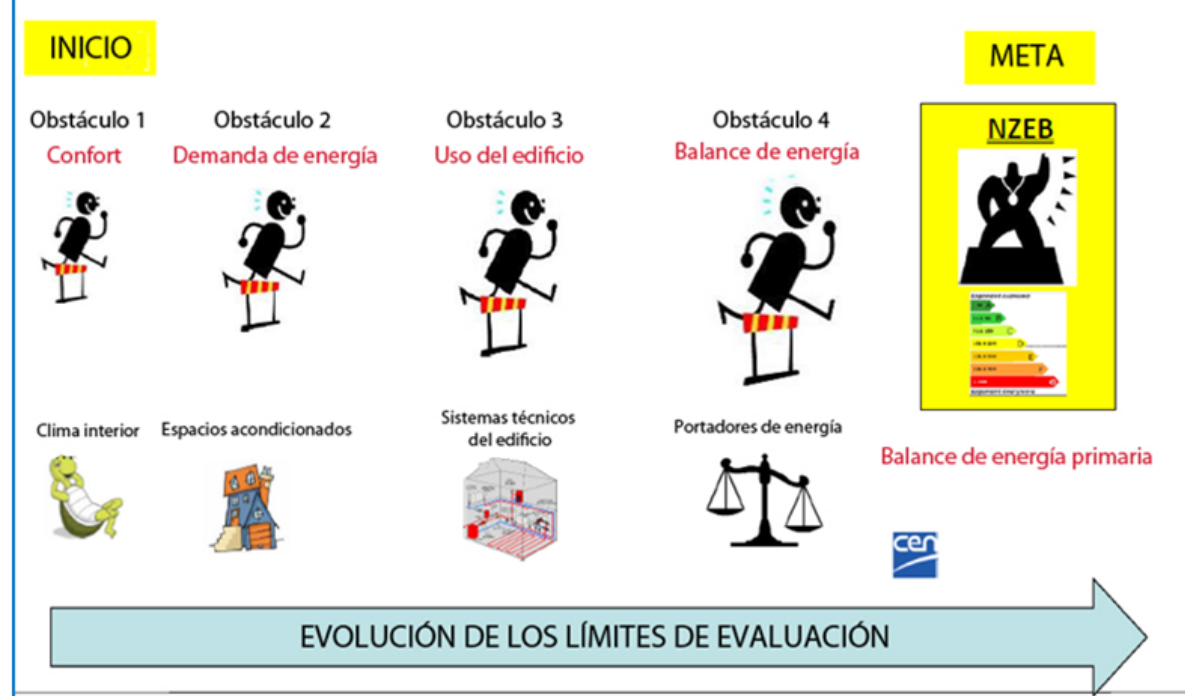 INICIO
META
Obstáculo 1
Confort
Obstáculo 2
Demanda de energía
Obstáculo 3
Uso del edificio
Obstáculo 4
Balance de energía
NZEB
Clima interior
Espacios acondicionados
Sistemas técnicos
del edificio
Portadores de energía
Balance de energía primaria
cen
EVOLUCIÓN DE LOS LÍMITES DE EVALUACIÓN